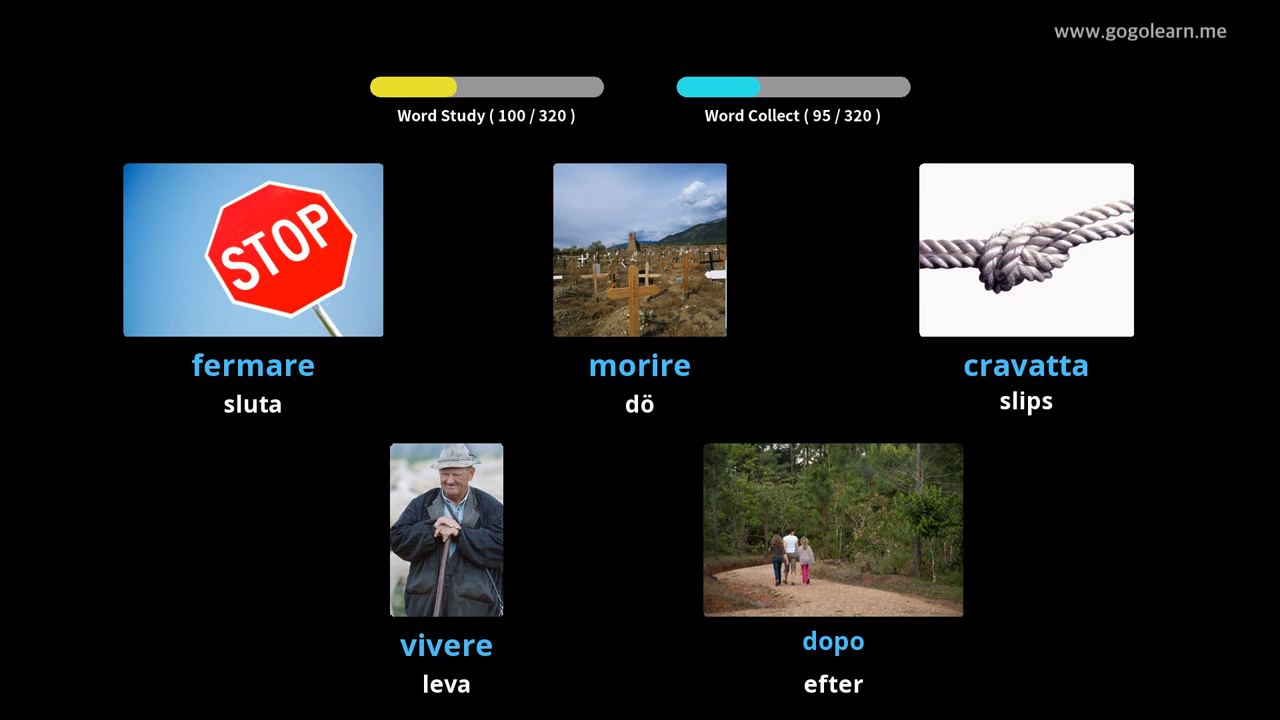 www.gogolearn.me
Word Study ( 100 / 320 )
Word Collect ( 95 / 320 )
STOP
fermare
sluta
morire
dö
cravatta
slips
vivere
leva
dopo
efter